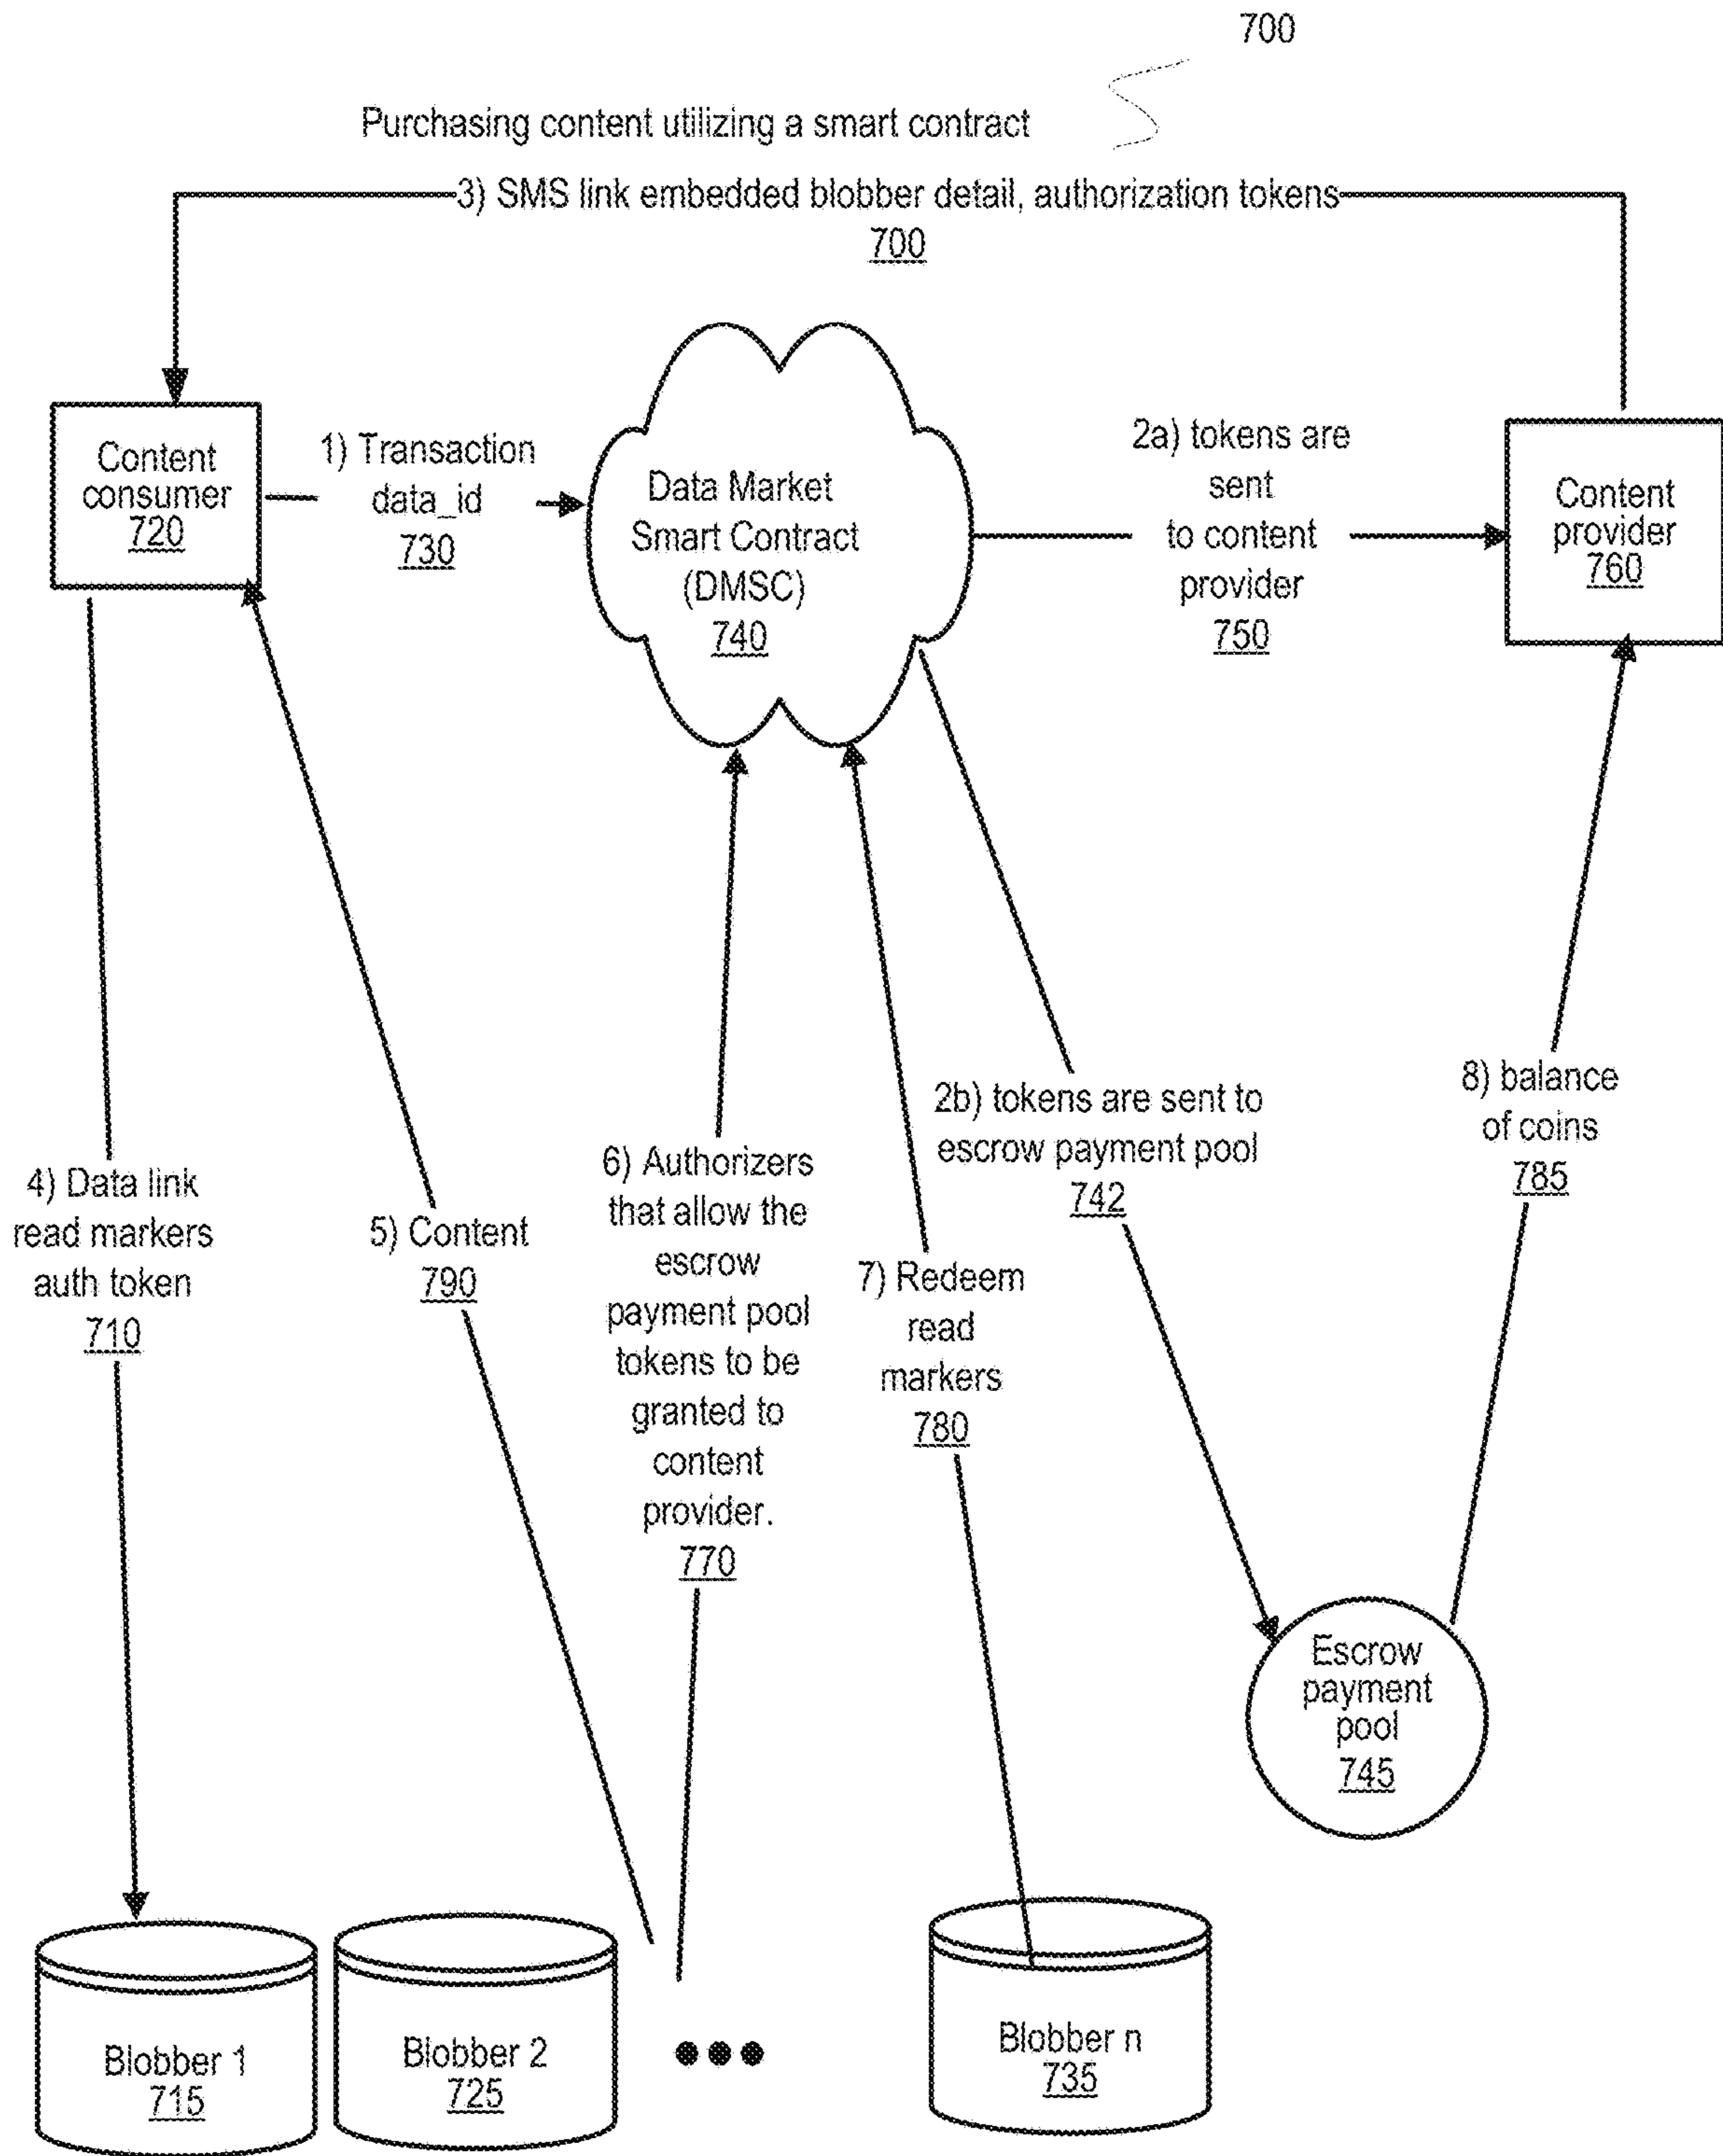 700
Purchasing content utilizing a smart contract
3) SMS link embedded blobber detail, authorization tokens
700
Content
consumer
720
1) Transaction
data_id
730
Data Market
Smart Contract
(DMSC)
740
2a) tokens are
sent
to content
provider
750
Content
provider
760
4) Data link
read markers
auth token
710
5) Content
790
6) Authorizers
that allow the
escrow
payment pool
tokens to be
granted to
content
provider.
770
7) Redeem
read
markers
780
2b) tokens are sent to
escrow payment pool
742
8) balance
of coins
785
Escrow
payment
pool
745
Blobber 1
715
Blobber 2
725
Blobber n
735